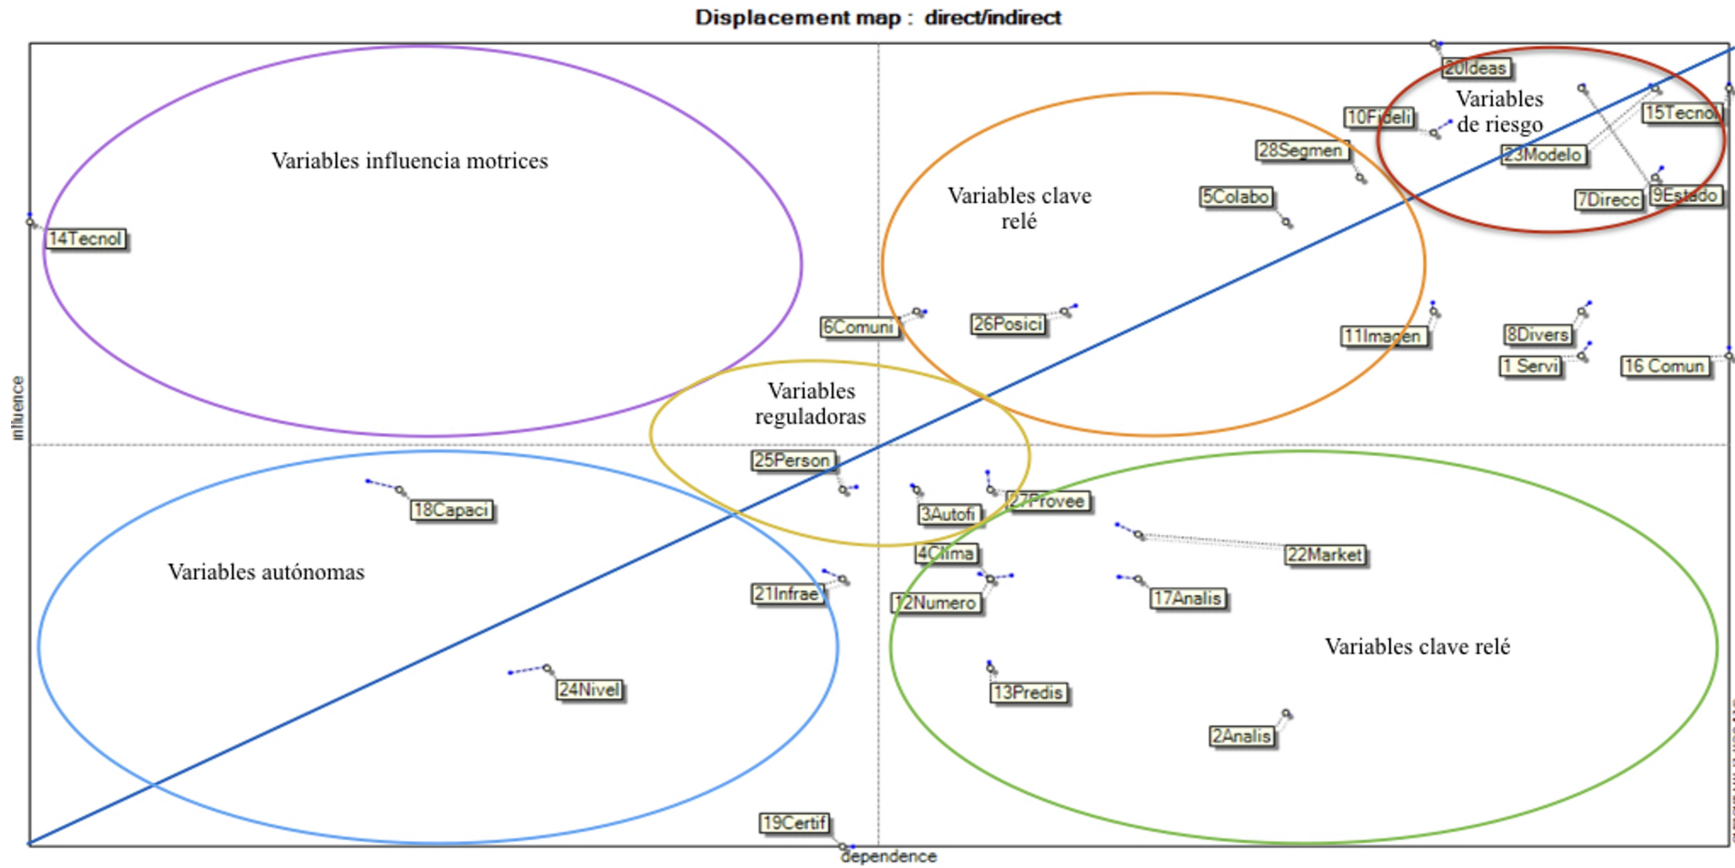 Displacement map : direct/indirect
20Ideas
Variables
de riesgo
15Tecnol
10Fideli
28Segmen
23Modelo
Variables influencia motrices
Variables clave
relé
5Colabo
7Direcc
9Estado
14Tecnol
6Comuni
26Posici
11Imagen
8Divers
1 Servi
16 Comun
Variables
reguladoras
influence
25Person
18Capaci
3Autofi
27Provee
4Clima
22Market
Variables autónomas
21Infrae
12Numero
17Analis
Variables clave relé
24Nivel
13Predis
2Analis
19Certif
dependence